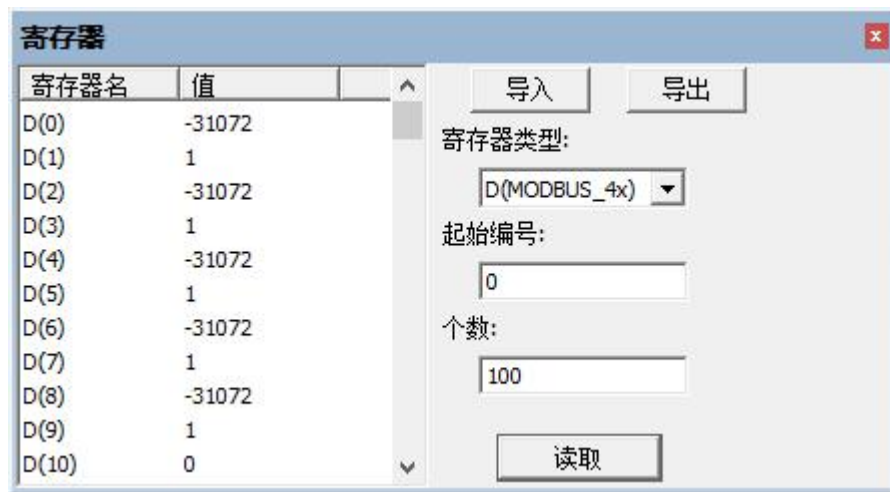 寄存器
寄存器名 值
D(0) -31072
D(1) 1
D(2) -31072
D(3) 1
D(4) -31072
D(5) 1
D(6) -31072
D(7) 1
D(8) -31072
D(9) 1
D(10) 0
导入 导出
寄存器类型:
D(MODBUS_4x)
起始编号:
0
个数:
100
读取